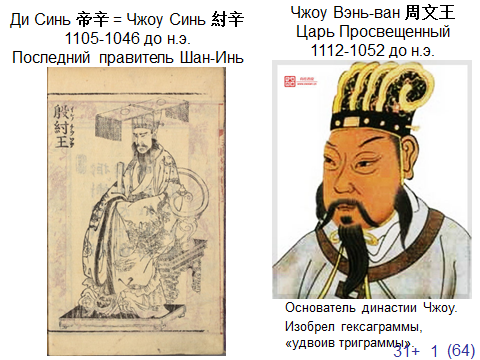 Ди Синь 帝辛 = Чжоу Синь 紂辛
1105-1046 до н.э.
Последний правитель Шан-Инь
殷紂王
Чжоу Вэнь-ван 周文王
Царь Просвещенный
1112-1052 до н.э.
Основатель династии Чжоу.
Изобрел гексаграммы,
«удвоив триграммы».
31+ 1 (64)